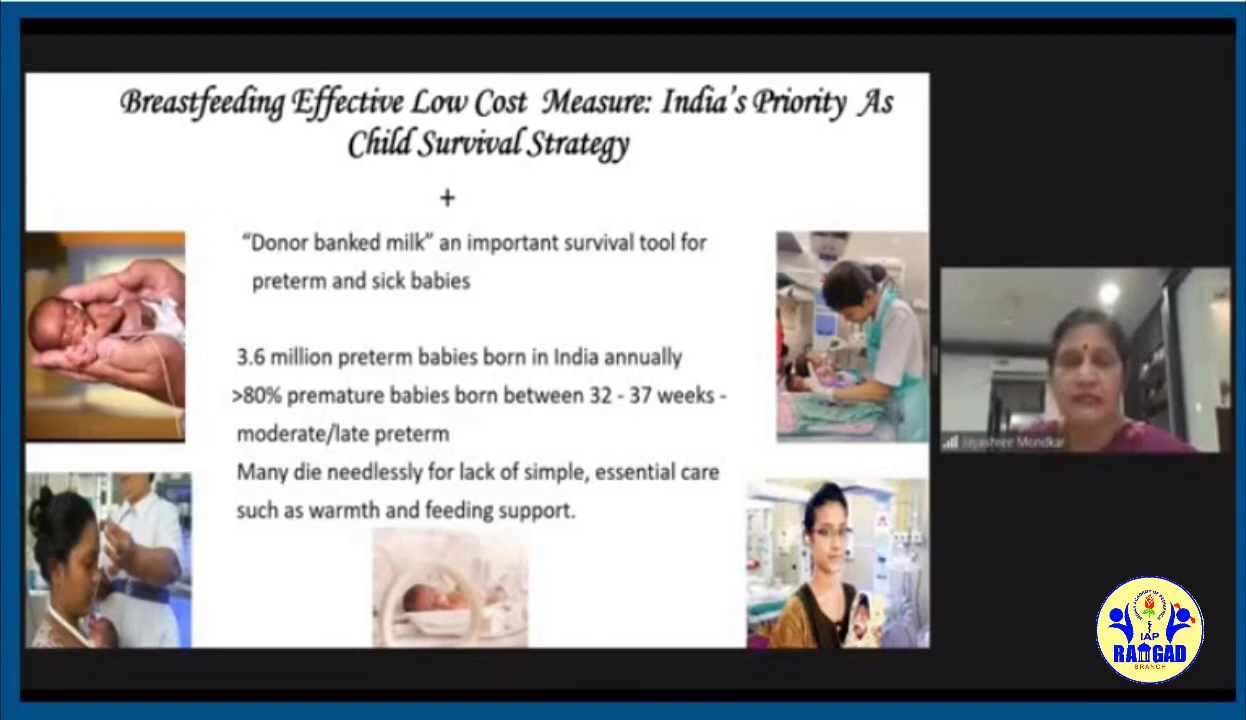 Breastfeeding Effective Low Cost Measure: India's Priority As
Child Survival Strategy
+
“Donor banked milk” an important survival tool for
preterm and sick babies
3.6 million preterm babies born in India annually
>80% premature babies born between 32 - 37 weeks -
moderate/late preterm
Many die needlessly for lack of simple, essential care
such as warmth and feeding support.
Jayashree Mondkar
IAP
RAIGAD
BRANCH